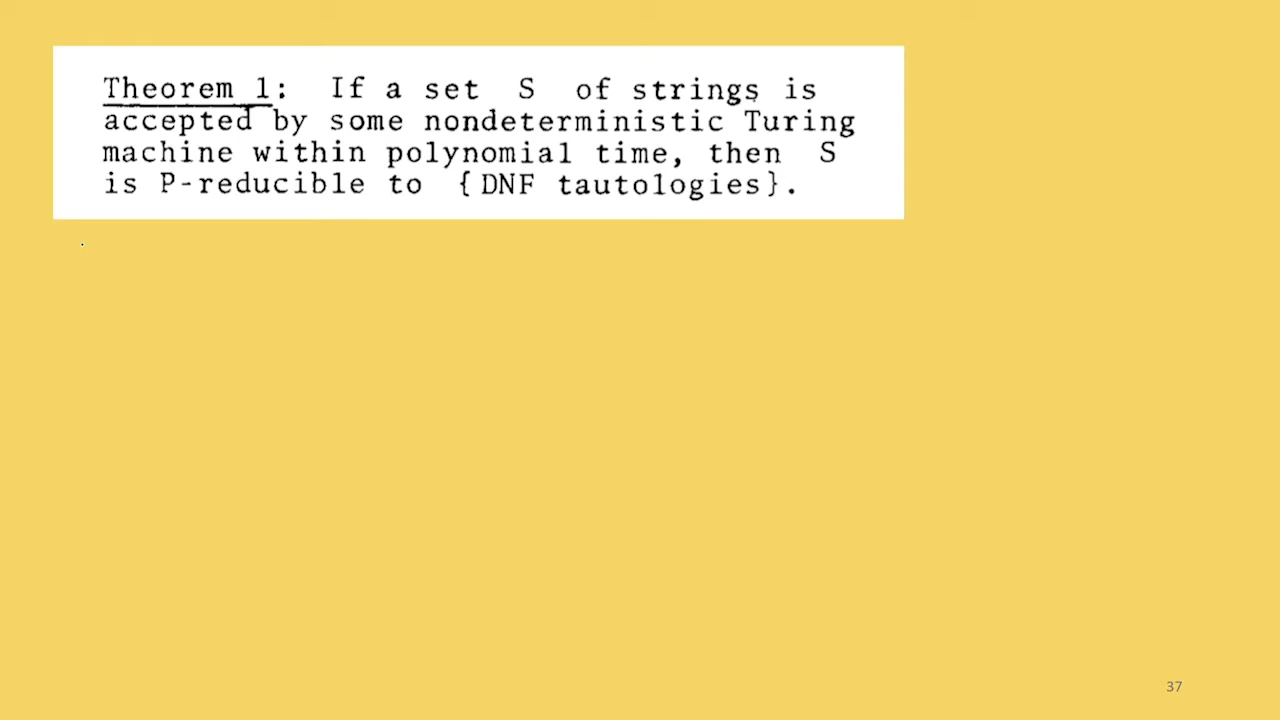 Theorem 1: If a set S of strings is
accepted by some nondeterministic Turing
machine within polynomial time, then S
is P-reducible to {DNF tautologies}.
37